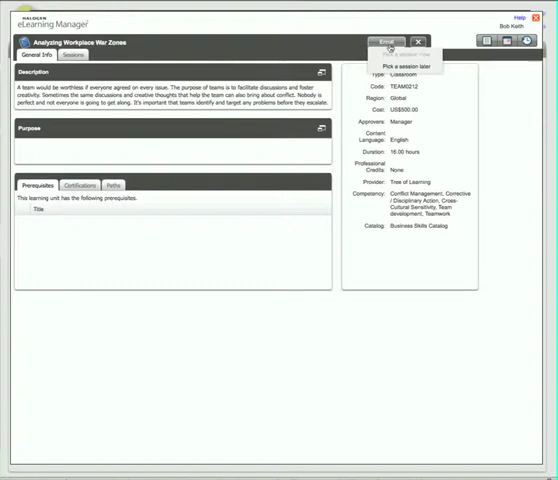 HALOGEN
eLearning Manager
Help
Bob Keith
Analyzing Workplace War Zones
Enroll
General Info
Sessions
Pick a session now
Pick a session later
Description
A team would be worthless if everyone agreed on every issue. The purpose of teams is to facilitate discussions and foster
creativity. Sometimes the same discussions and creative thoughts that help the team can also bring about conflict. Nobody is
perfect and not everyone is going to get along. It's important that teams identify and target any problems before they escalate.
Purpose
Prerequisites
Certifications
Paths
This learning unit has the following prerequisites.
Title
Type: Classroom
Code: TEAM0212
Region: Global
Cost: US$500.00
Approvers: Manager
Content
Language: English
Duration: 16.00 hours
Professional
Credits: None
Provider: Tree of Learning
Competency: Conflict Management, Corrective
/ Disciplinary Action, Cross-
Cultural Sensitivity, Team
development, Teamwork
Catalog: Business Skills Catalog